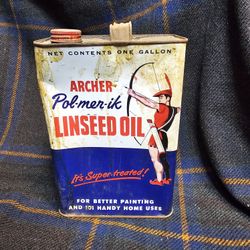 NET CONTENTS ONE GALLON
ARCHER-
Pol-mer-ik
LINSEED OIL
It's Super-treated!
FOR BETTER PAINTING
AND 101 HANDY HOME USES